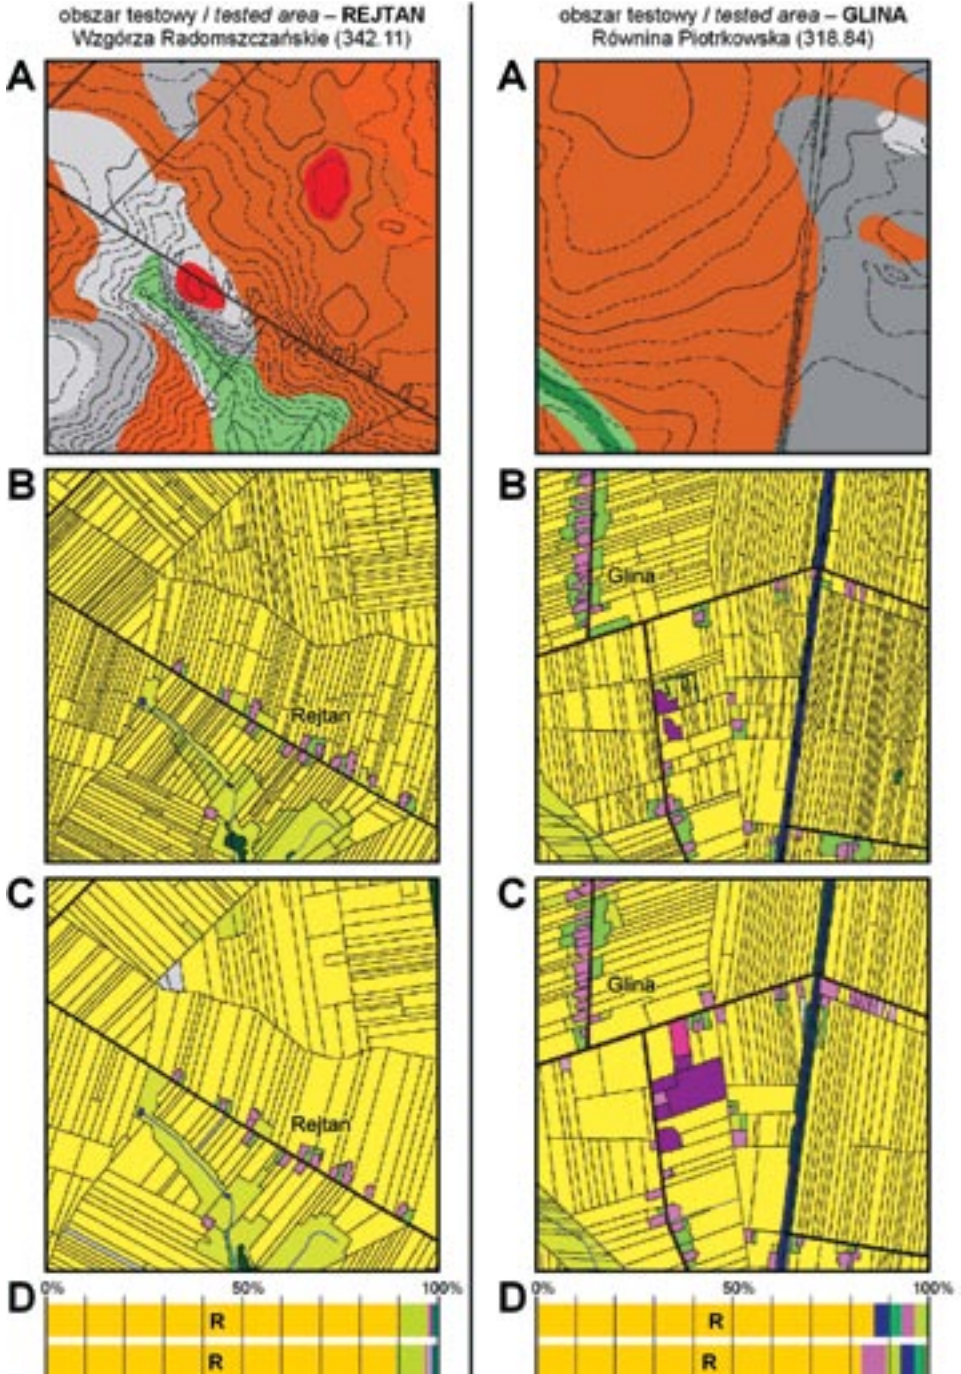 obszar testowy / tested area – REJTAN
Wzgórza Radomszczańskie (342.11)
obszar testowy / tested area – GLINA
Równina Piotrkowska (318.84)
A
A
B
Rejtan
B
Glina
C
Rejtan
C
Glina
D
0% 50% 100%
R
R
D
0% 50% 100%
R
R